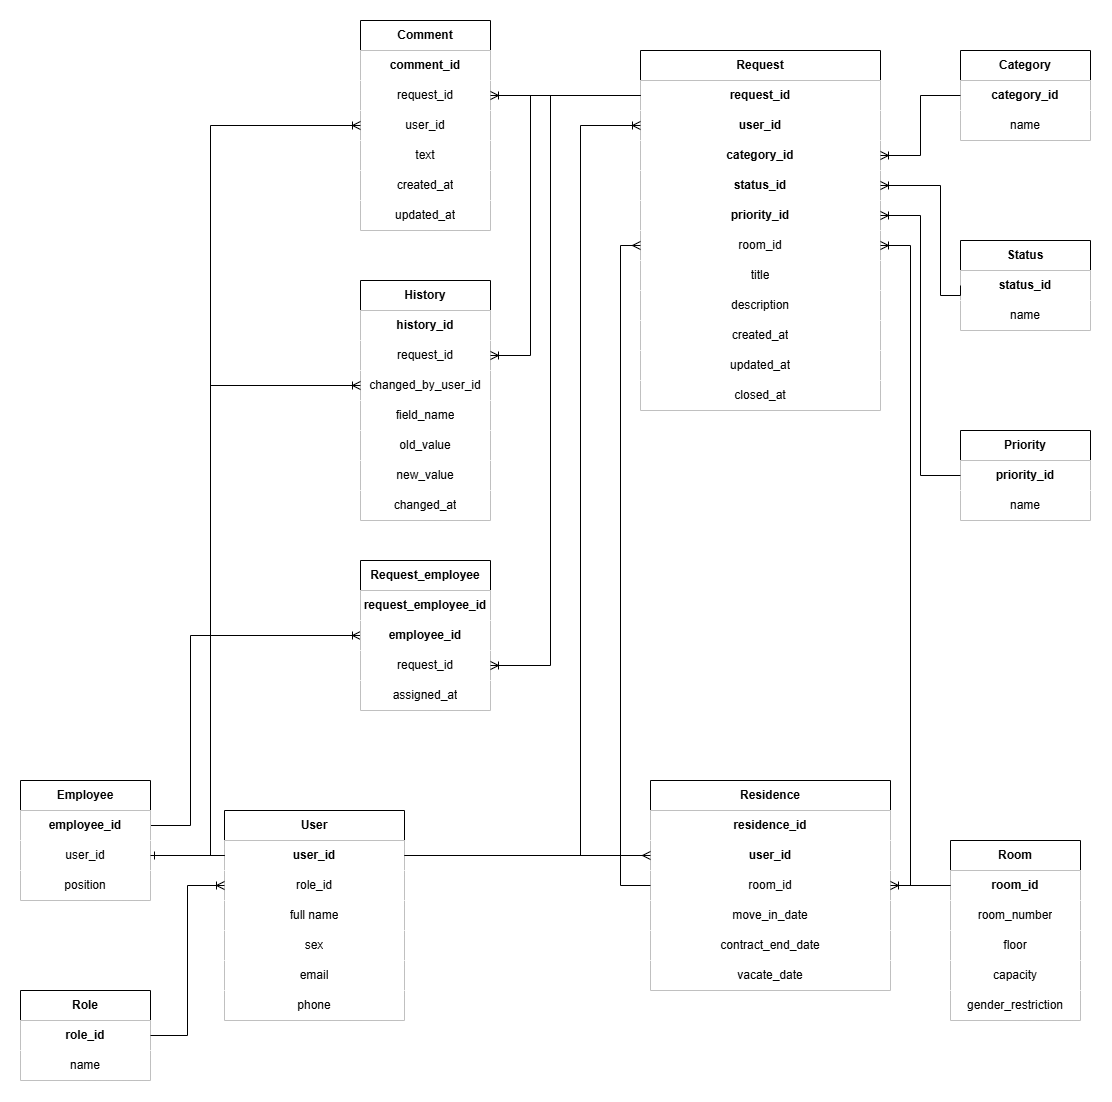 Comment
comment_id
request_id
user_id
text
created_at
updated_at
Request
request_id
user_id
category_id
status_id
priority_id
room_id
title
description
created_at
updated_at
closed_at
Category
category_id
name
Status
status_id
name
History
history_id
request_id
changed_by_user_id
field_name
old_value
new_value
changed_at
Priority
priority_id
name
Request_employee
request_employee_id
employee_id
request_id
assigned_at
Employee
employee_id
user_id
position
User
user_id
role_id
full name
sex
email
phone
Residence
residence_id
user_id
room_id
move_in_date
contract_end_date
vacate_date
Room
room_id
room_number
floor
capacity
gender_restriction
Role
role_id
name